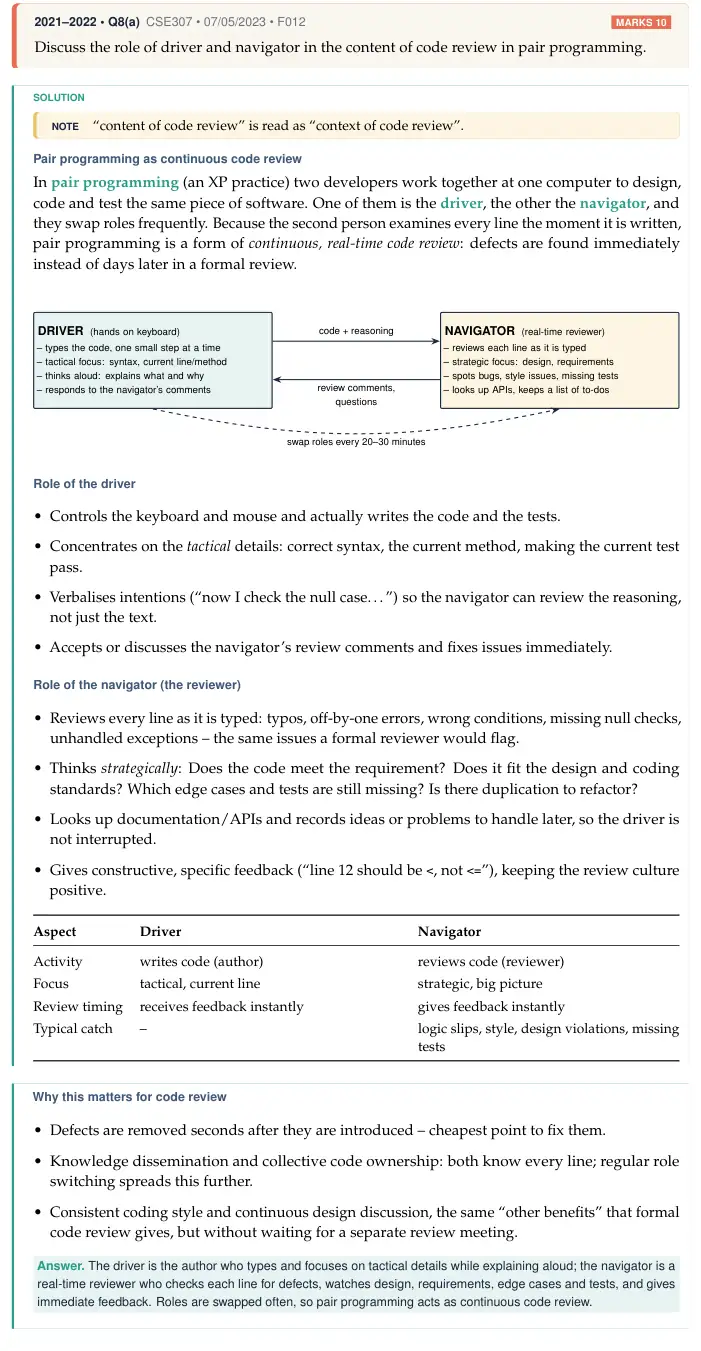 2021–2022 • Q8(a) CSE307 • 07/05/2023 • F012
MARKS 10
Discuss the role of driver and navigator in the content of code review in pair programming.
SOLUTION
NOTE “content of code review” is read as “context of code review”.
Pair programming as continuous code review
In pair programming (an XP practice) two developers work together at one computer to design,
code and test the same piece of software. One of them is the driver, the other the navigator, and
they swap roles frequently. Because the second person examines every line the moment it is written,
pair programming is a form of continuous, real-time code review: defects are found immediately
instead of days later in a formal review.
DRIVER (hands on keyboard)
– types the code, one small step at a time
– tactical focus: syntax, current line/method
– thinks aloud: explains what and why
– responds to the navigator’s comments
code + reasoning
review comments,
questions
NAVIGATOR (real-time reviewer)
– reviews each line as it is typed
– strategic focus: design, requirements
– spots bugs, style issues, missing tests
– looks up APIs, keeps a list of to-dos
swap roles every 20–30 minutes
Role of the driver
• Controls the keyboard and mouse and actually writes the code and the tests.
• Concentrates on the tactical details: correct syntax, the current method, making the current test
pass.
• Verbalises intentions (“now I check the null case. . . ”) so the navigator can review the reasoning,
not just the text.
• Accepts or discusses the navigator’s review comments and fixes issues immediately.
Role of the navigator (the reviewer)
• Reviews every line as it is typed: typos, off-by-one errors, wrong conditions, missing null checks,
unhandled exceptions – the same issues a formal reviewer would flag.
• Thinks strategically: Does the code meet the requirement? Does it fit the design and coding
standards? Which edge cases and tests are still missing? Is there duplication to refactor?
• Looks up documentation/APIs and records ideas or problems to handle later, so the driver is
not interrupted.
• Gives constructive, specific feedback (“line 12 should be <, not <=”), keeping the review culture
positive.
Aspect Driver Navigator
Activity writes code (author) reviews code (reviewer)
Focus tactical, current line strategic, big picture
Review timing receives feedback instantly gives feedback instantly
Typical catch – logic slips, style, design violations, missing
tests
Why this matters for code review
• Defects are removed seconds after they are introduced – cheapest point to fix them.
• Knowledge dissemination and collective code ownership: both know every line; regular role
switching spreads this further.
• Consistent coding style and continuous design discussion, the same “other benefits” that formal
code review gives, but without waiting for a separate review meeting.
Answer. The driver is the author who types and focuses on tactical details while explaining aloud; the navigator is a
real-time reviewer who checks each line for defects, watches design, requirements, edge cases and tests, and gives
immediate feedback. Roles are swapped often, so pair programming acts as continuous code review.